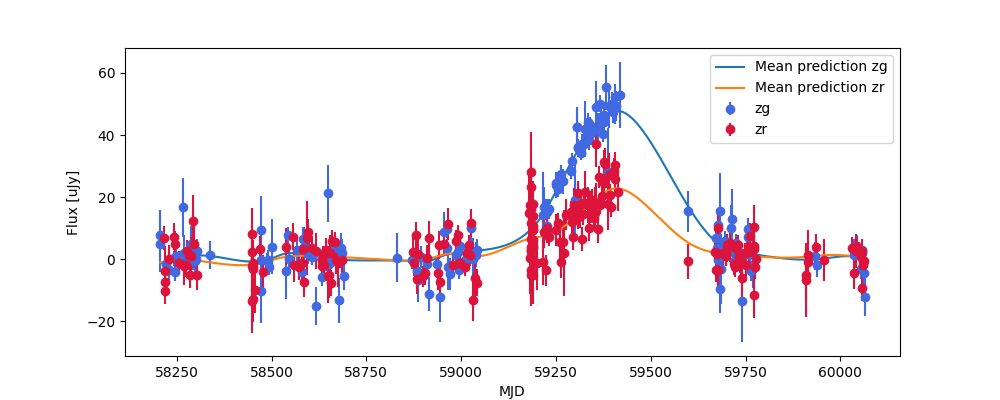 Mean prediction zg
Mean prediction zr
zg
zr
Flux [uJy]
60
40
20
0
−20
58250 58500 58750 59000 59250 59500 59750 60000
MJD